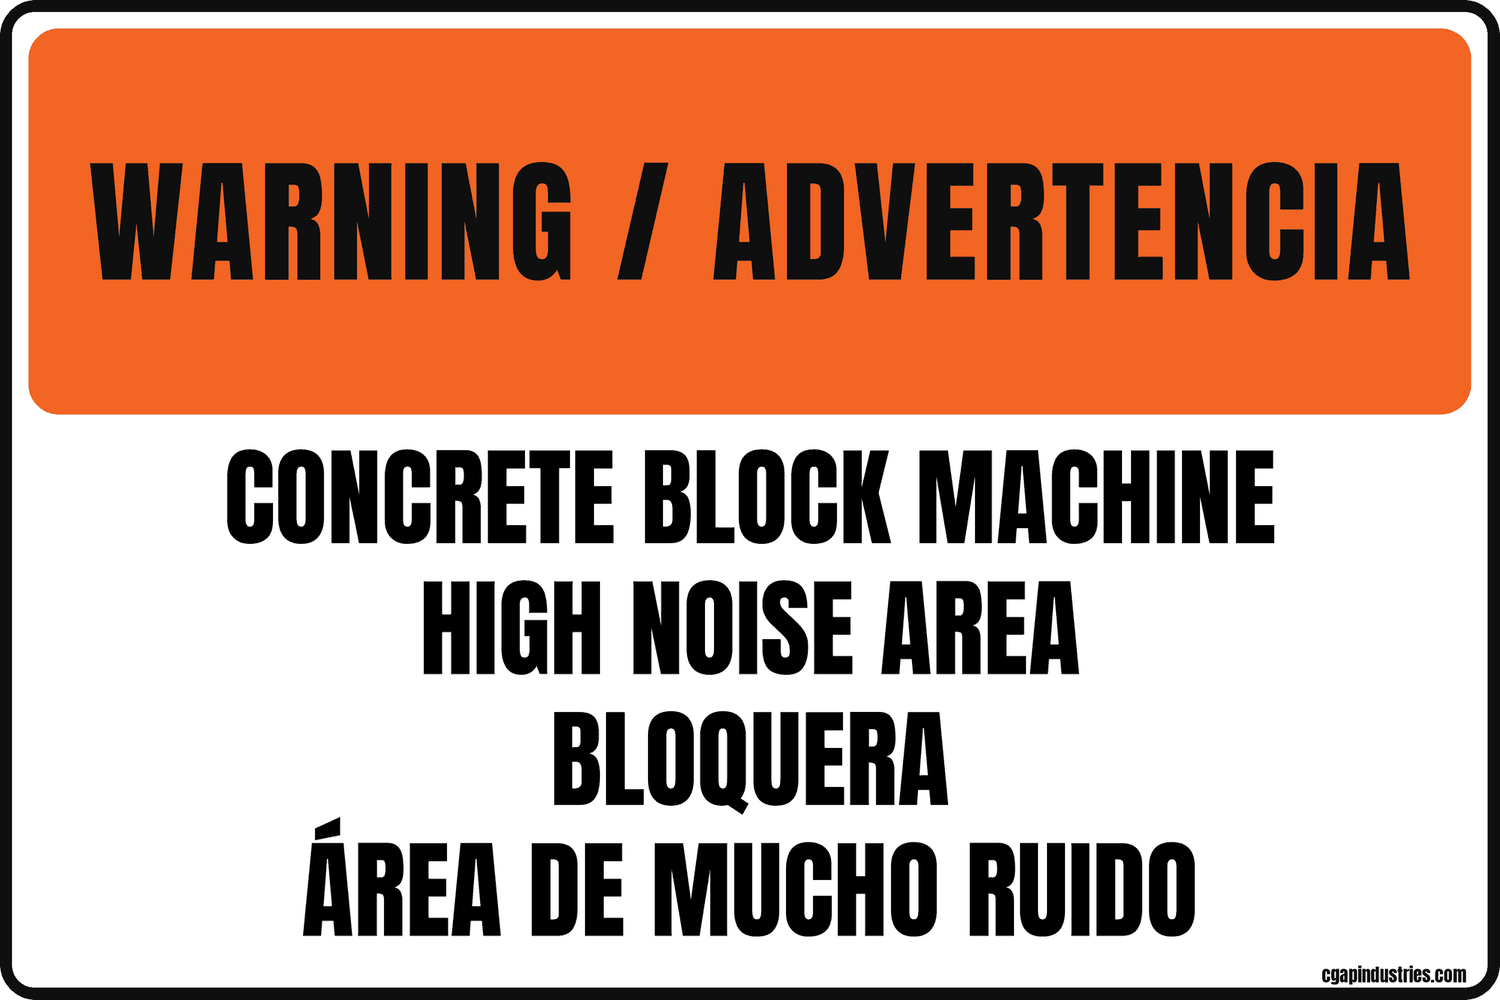 WARNING / ADVERTENCIA
CONCRETE BLOCK MACHINE
HIGH NOISE AREA
BLOQUERA
ÁREA DE MUCHO RUIDO
cgapindustries.com